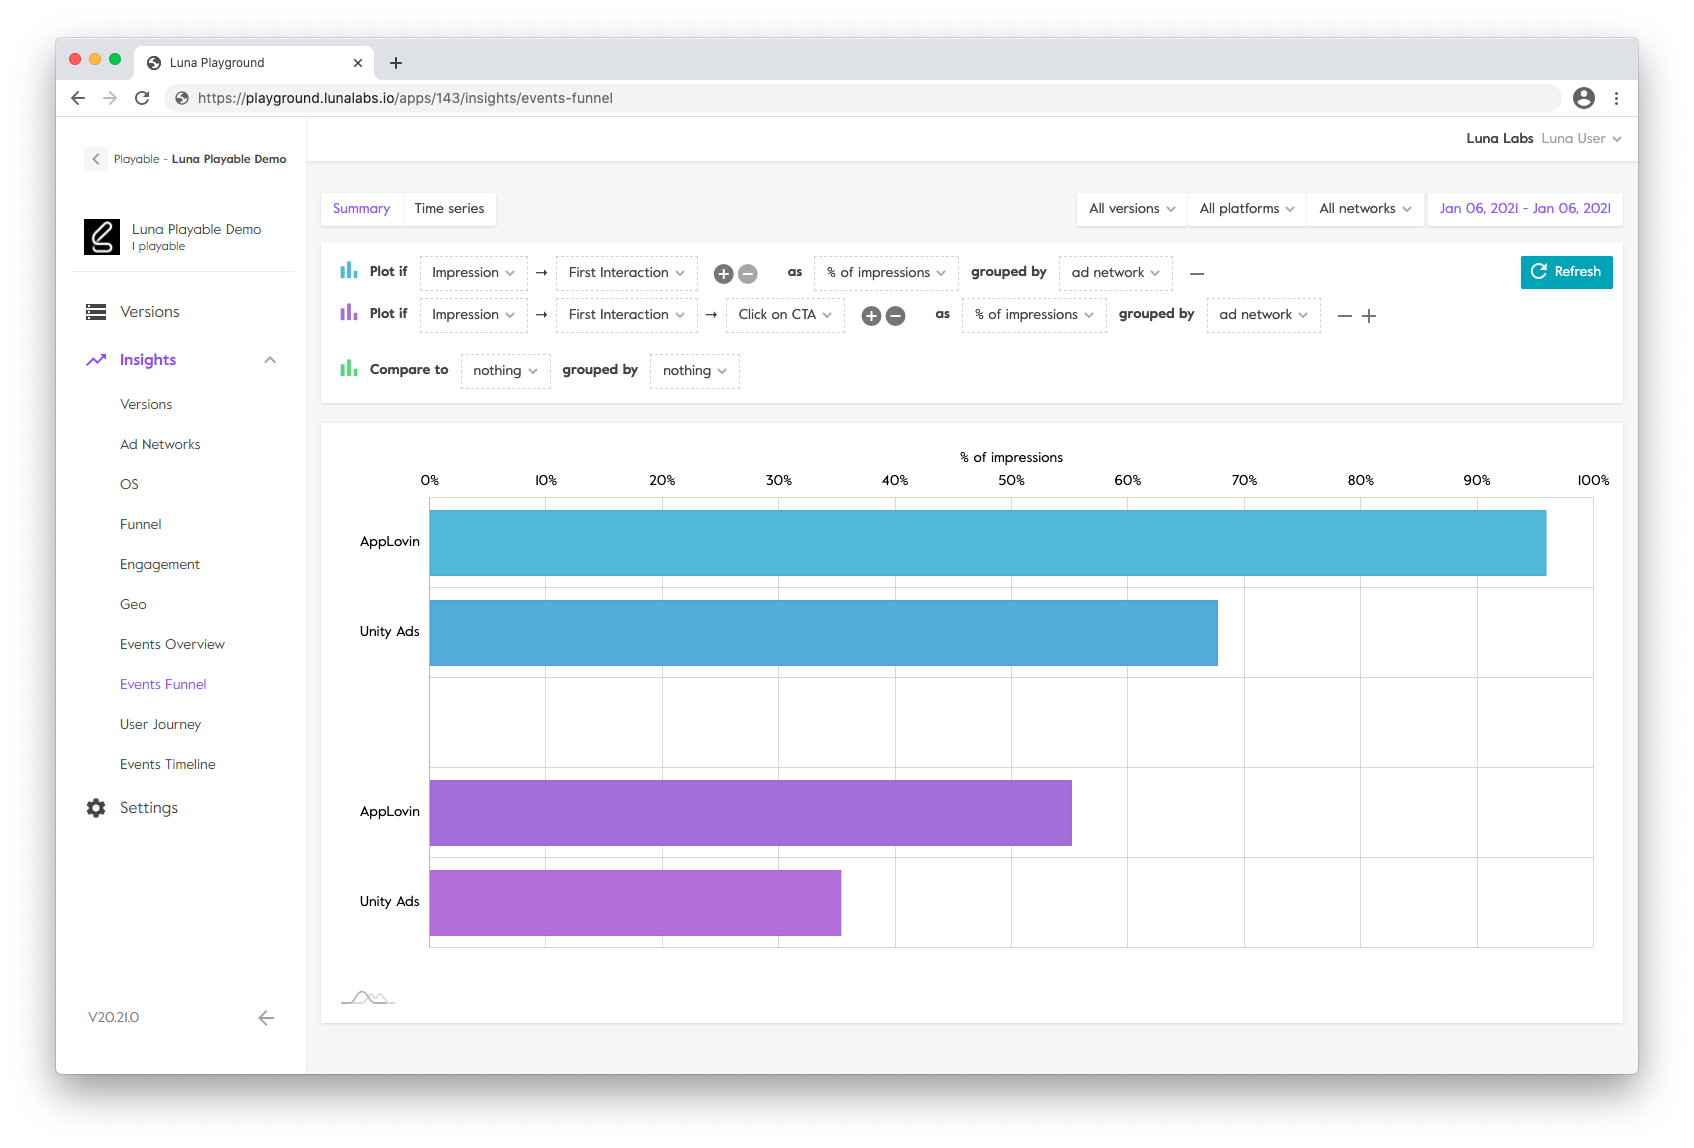 Luna Playground
https://playground.lunalabs.io/apps/143/insights/events-funnel
Luna Labs Luna User
Playable - Luna Playable Demo
Luna Playable Demo
1 playable
Versions
Insights
Versions
Ad Networks
OS
Funnel
Engagement
Geo
Events Overview
Events Funnel
User Journey
Events Timeline
Settings
V20.21.0
Summary Time series
All versions All platforms All networks Jan 06, 2021 - Jan 06, 2021
Plot if Impression → First Interaction as % of impressions grouped by ad network
Refresh
Plot if Impression → First Interaction → Click on CTA as % of impressions grouped by ad network
Compare to nothing grouped by nothing
% of impressions
0% 10% 20% 30% 40% 50% 60% 70% 80% 90% 100%
AppLovin
Unity Ads
AppLovin
Unity Ads